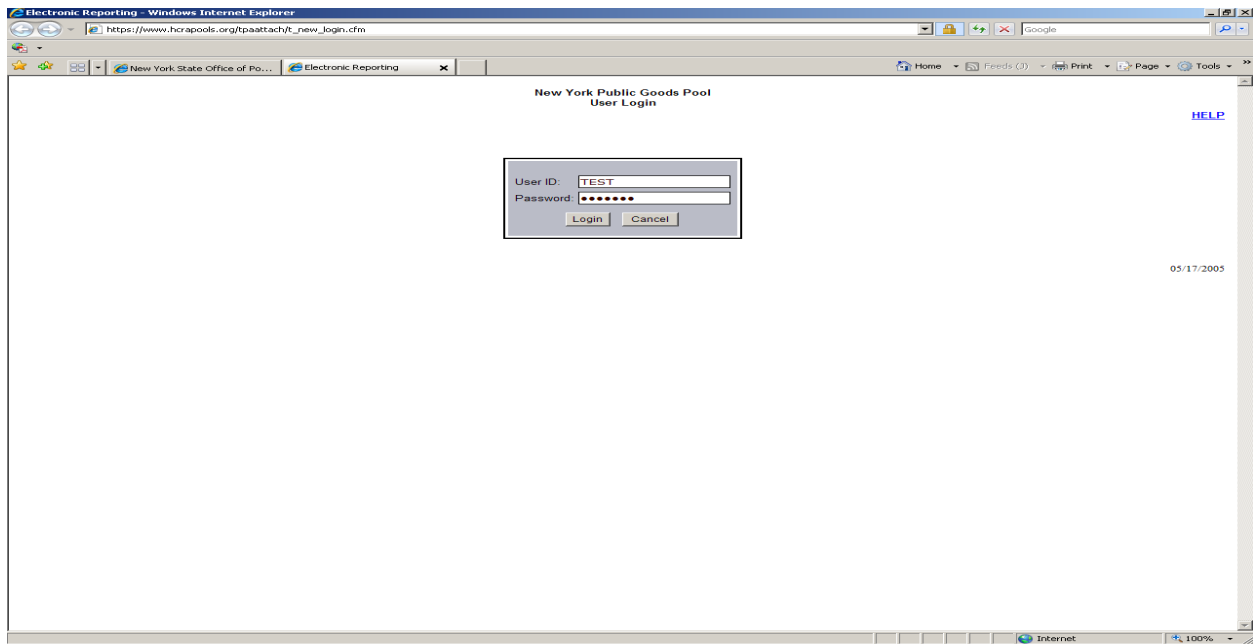 Electronic Reporting - Windows Internet Explorer
https://www.hcrapools.org/tpaattach/t_new_login.cfm
Google
New York State Office of Po...
Electronic Reporting
Home
Feeds (J)
Print
Page
Tools
»
New York Public Goods Pool
User Login
HELP
User ID: TEST
Password: •••••••
Login Cancel
05/17/2005
Internet
100%